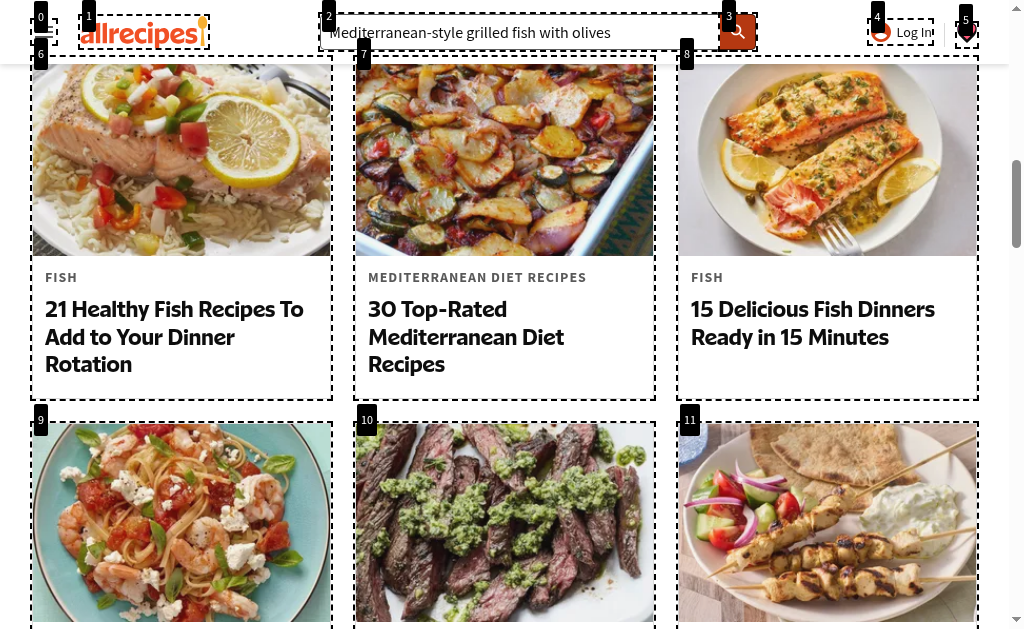 0
1
2
3
4
5
allrecipes
Mediterranean-style grilled fish with olives
Log In
6
7
8
FISH
21 Healthy Fish Recipes To
Add to Your Dinner
Rotation
MEDITERRANEAN DIET RECIPES
30 Top-Rated
Mediterranean Diet
Recipes
FISH
15 Delicious Fish Dinners
Ready in 15 Minutes
9
10
11